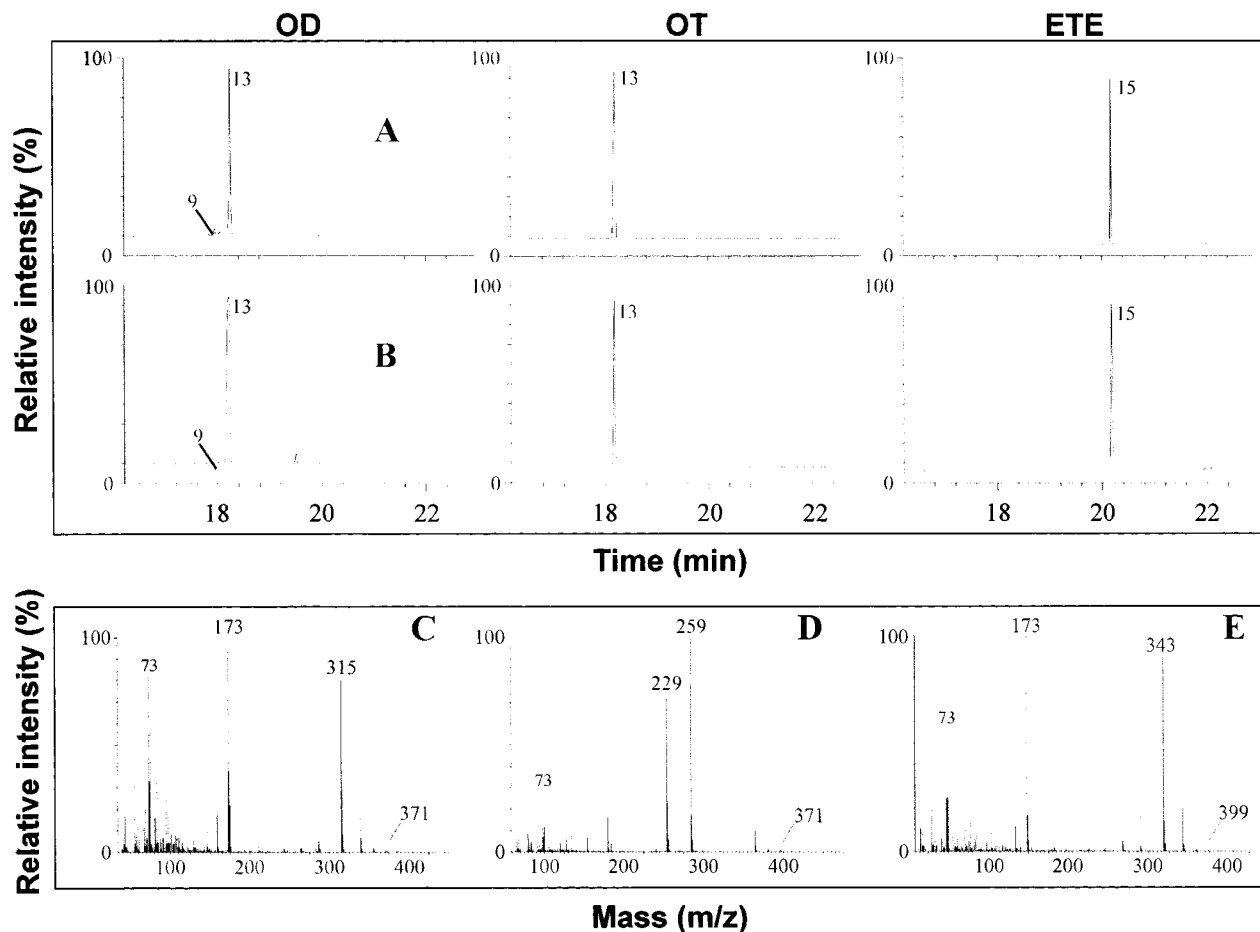 OD OT ETE
100 100 100
13 13 15
A
9
0 0 0
100 100 100
13 13 15
B
9
0 0 0
18 20 22 18 20 22 18 20 22
Time (min)
Relative intensity (%)
100 173 C 100 259 D 100 173 E
73 315 229 343
73 73
371 371 399
0 0 0
100 200 300 400 100 200 300 400 100 200 300 400
Mass (m/z)
Relative intensity (%)